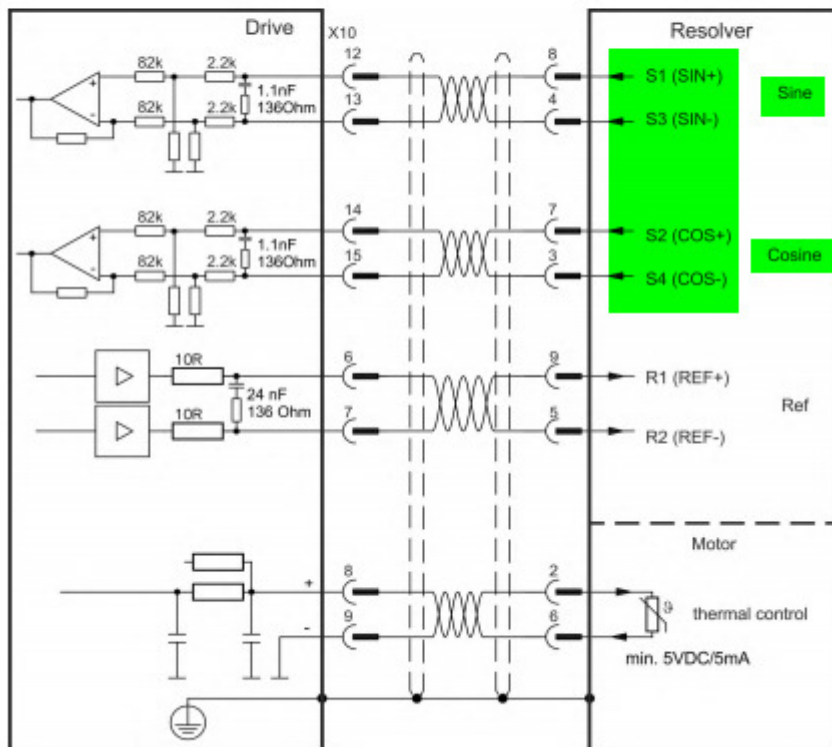 Drive
X10
Resolver
82k
2.2k
12
8
S1 (SIN+)
Sine
+
1.1nF
136Ohm
-
82k
2.2k
13
4
S3 (SIN-)
82k
2.2k
14
7
S2 (COS+)
Cosine
+
1.1nF
136Ohm
-
82k
2.2k
15
3
S4 (COS-)
10R
6
9
R1 (REF+)
24 nF
136 Ohm
Ref
10R
7
5
R2 (REF-)
Motor
+
8
2
ϑ
thermal control
-
9
6
min. 5VDC/5mA